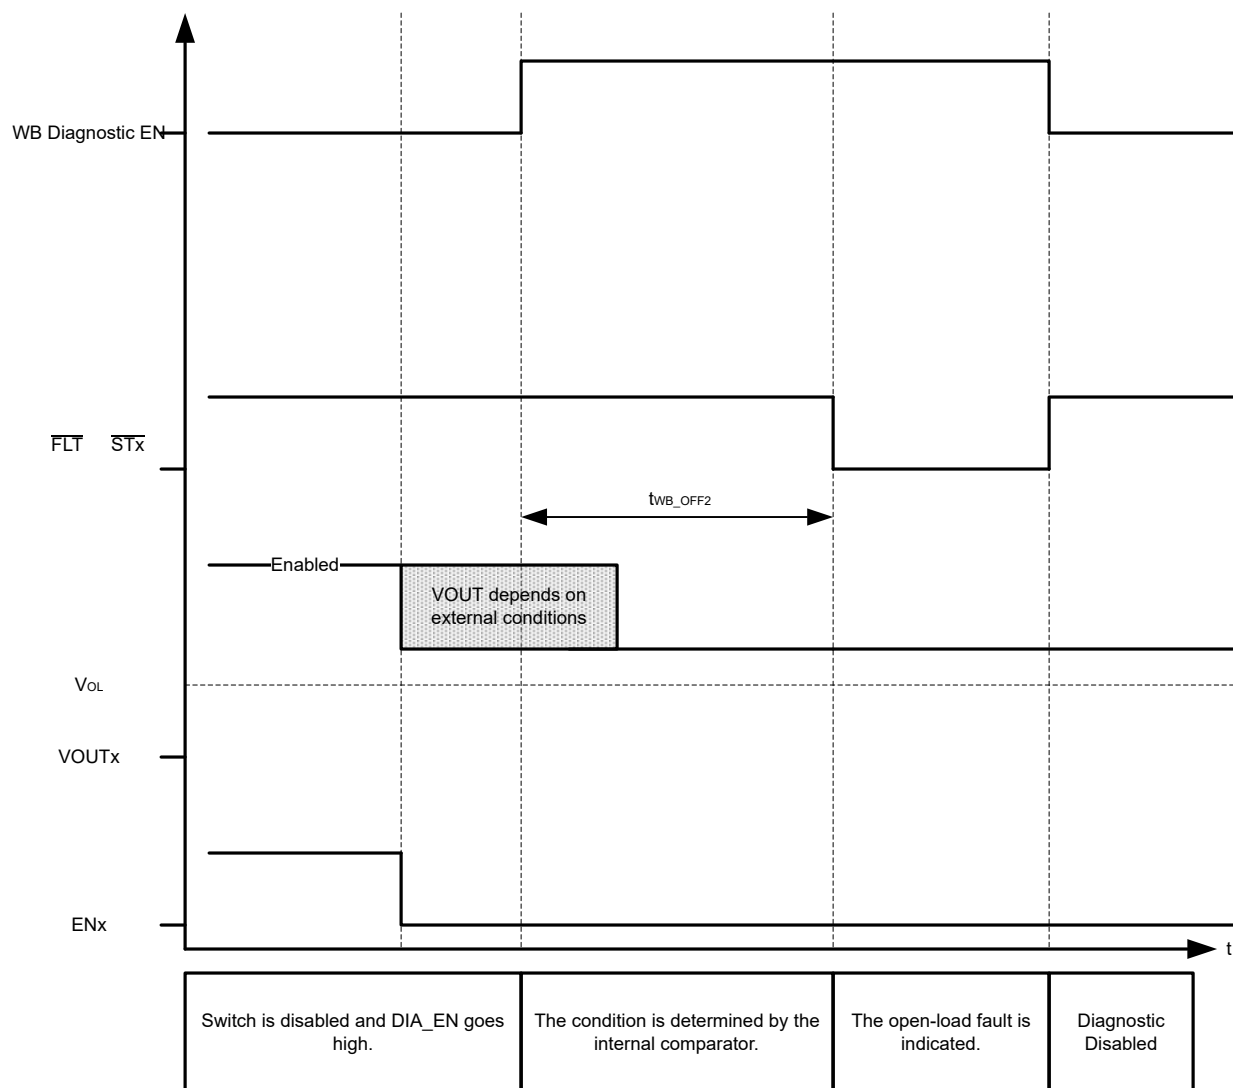 WB Diagnostic EN
FLT STx
tWB_OFF2
Enabled
VOUT depends on
external conditions
VOL
VOUTx
ENx
t
Switch is disabled and DIA_EN goes
high.
The condition is determined by the
internal comparator.
The open-load fault is
indicated.
Diagnostic
Disabled